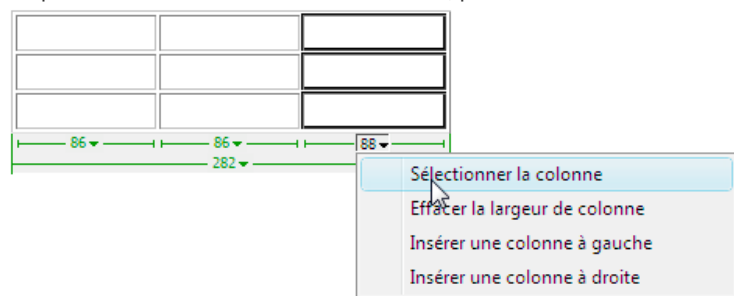 86 86 88
282
Sélectionner la colonne
Effacer la largeur de colonne
Insérer une colonne à gauche
Insérer une colonne à droite